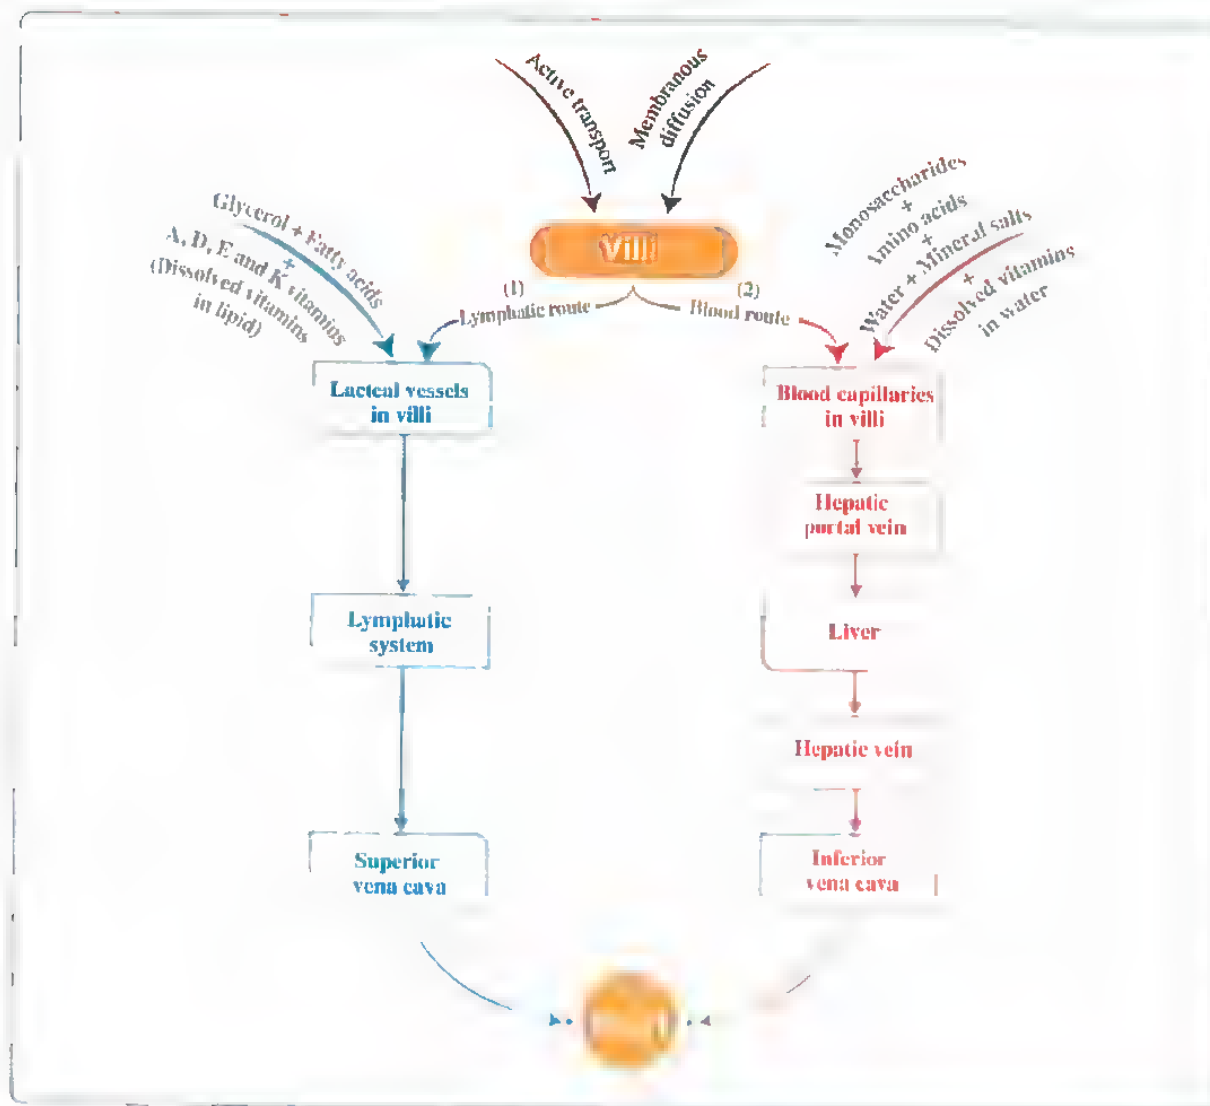 Active transport
Membranous
diffusion
Villi
(1)
Lymphatic route
(2)
Blood route
Glycerol + Fatty acids
+
A, D, E and K vitamins
(Dissolved vitamins
in lipid)
Monosaccharides
+
Amino acids
+
Water + Mineral salts
+
Dissolved vitamins
in water
Lacteal vessels
in villi
Lymphatic
system
Superior
vena cava
Blood capillaries
in villi
Hepatic
portal vein
Liver
Hepatic vein
Inferior
vena cava